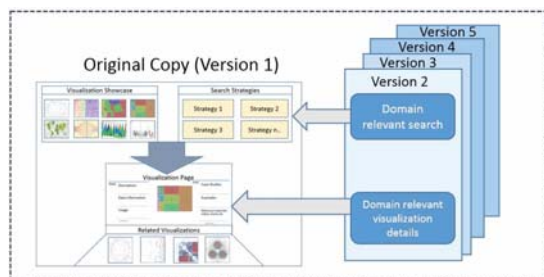 Version 5
Version 4
Version 3
Version 2
Original Copy (Version 1)
Visualization Showcase
Search Strategies
Strategy 1
Strategy 2
Strategy 3
Strategy n...
Domain
relevant search
Visualization Page
Domain relevant
visualization
details
Related Visualizations